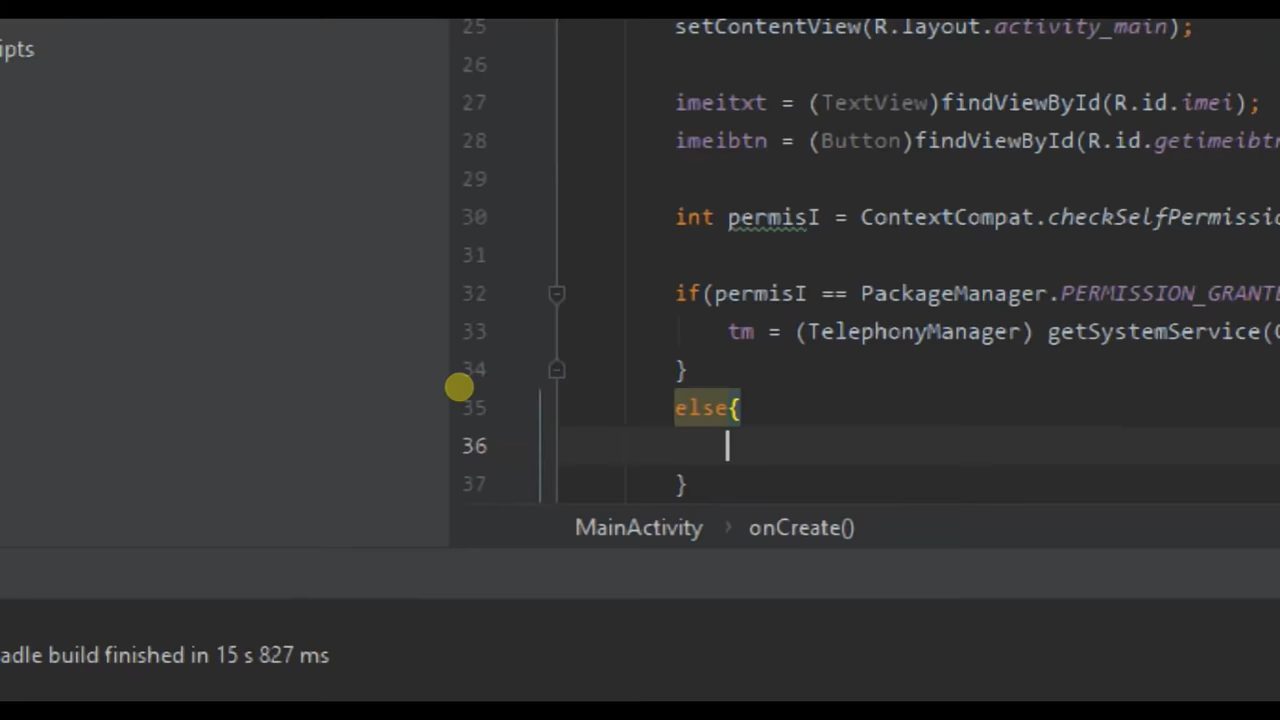 ipts
25 setContentView(R.layout.activity_main);
26
27 imeitxt = (TextView)findViewById(R.id.imei);
28 imeibtn = (Button)findViewById(R.id.getimeibtn
29
30 int permisI = ContextCompat.checkSelfPermissio
31
32 if(permisI == PackageManager.PERMISSION_GRANTE
33 tm = (TelephonyManager) getSystemService(C
34 }
35 else{
36
37 }
MainActivity › onCreate()
adle build finished in 15 s 827 ms